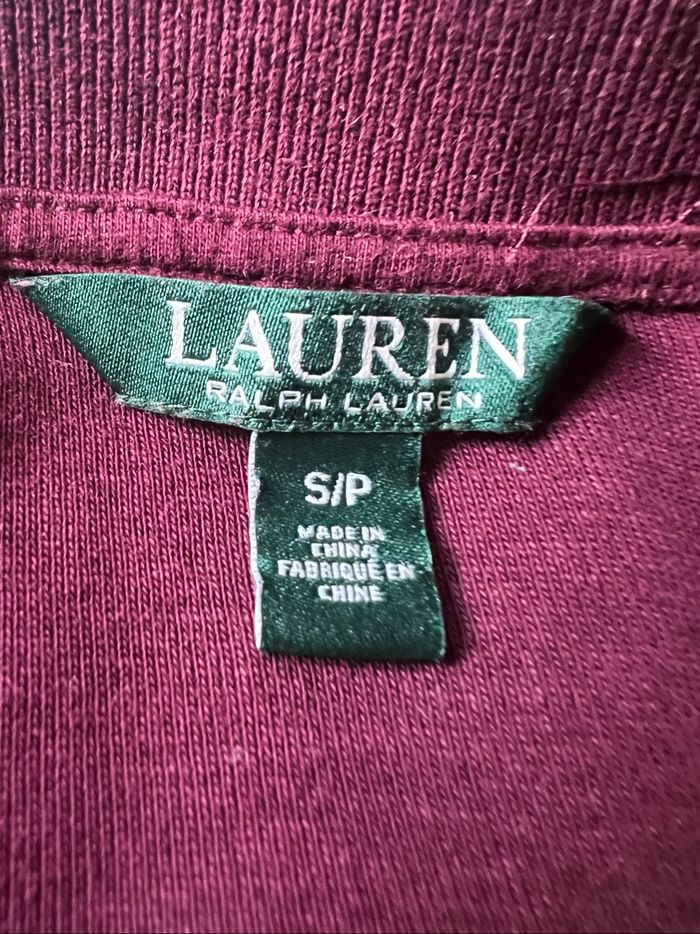 LAUREN
RALPH LAUREN
S/P
MADE IN
CHINA
FABRIQUÉ EN
CHINE